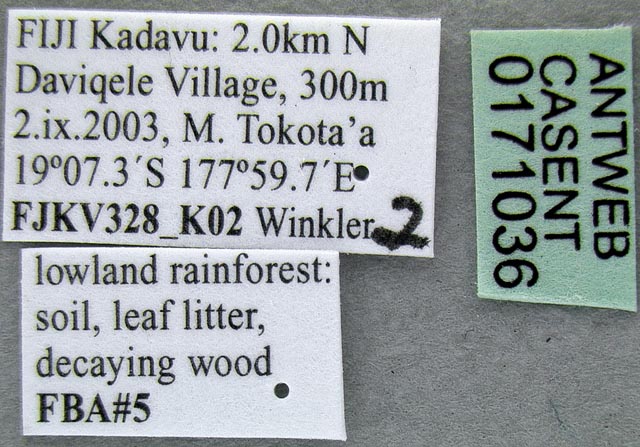 FIJI Kadavu: 2.0km N
Daviqele Village, 300m
2.ix.2003, M. Tokota’a
19º07.3´S 177º59.7´E
FJKV328_K02 Winkler 2
lowland rainforest:
soil, leaf litter,
decaying wood
FBA#5
ANTWEB
CASENT
0171036